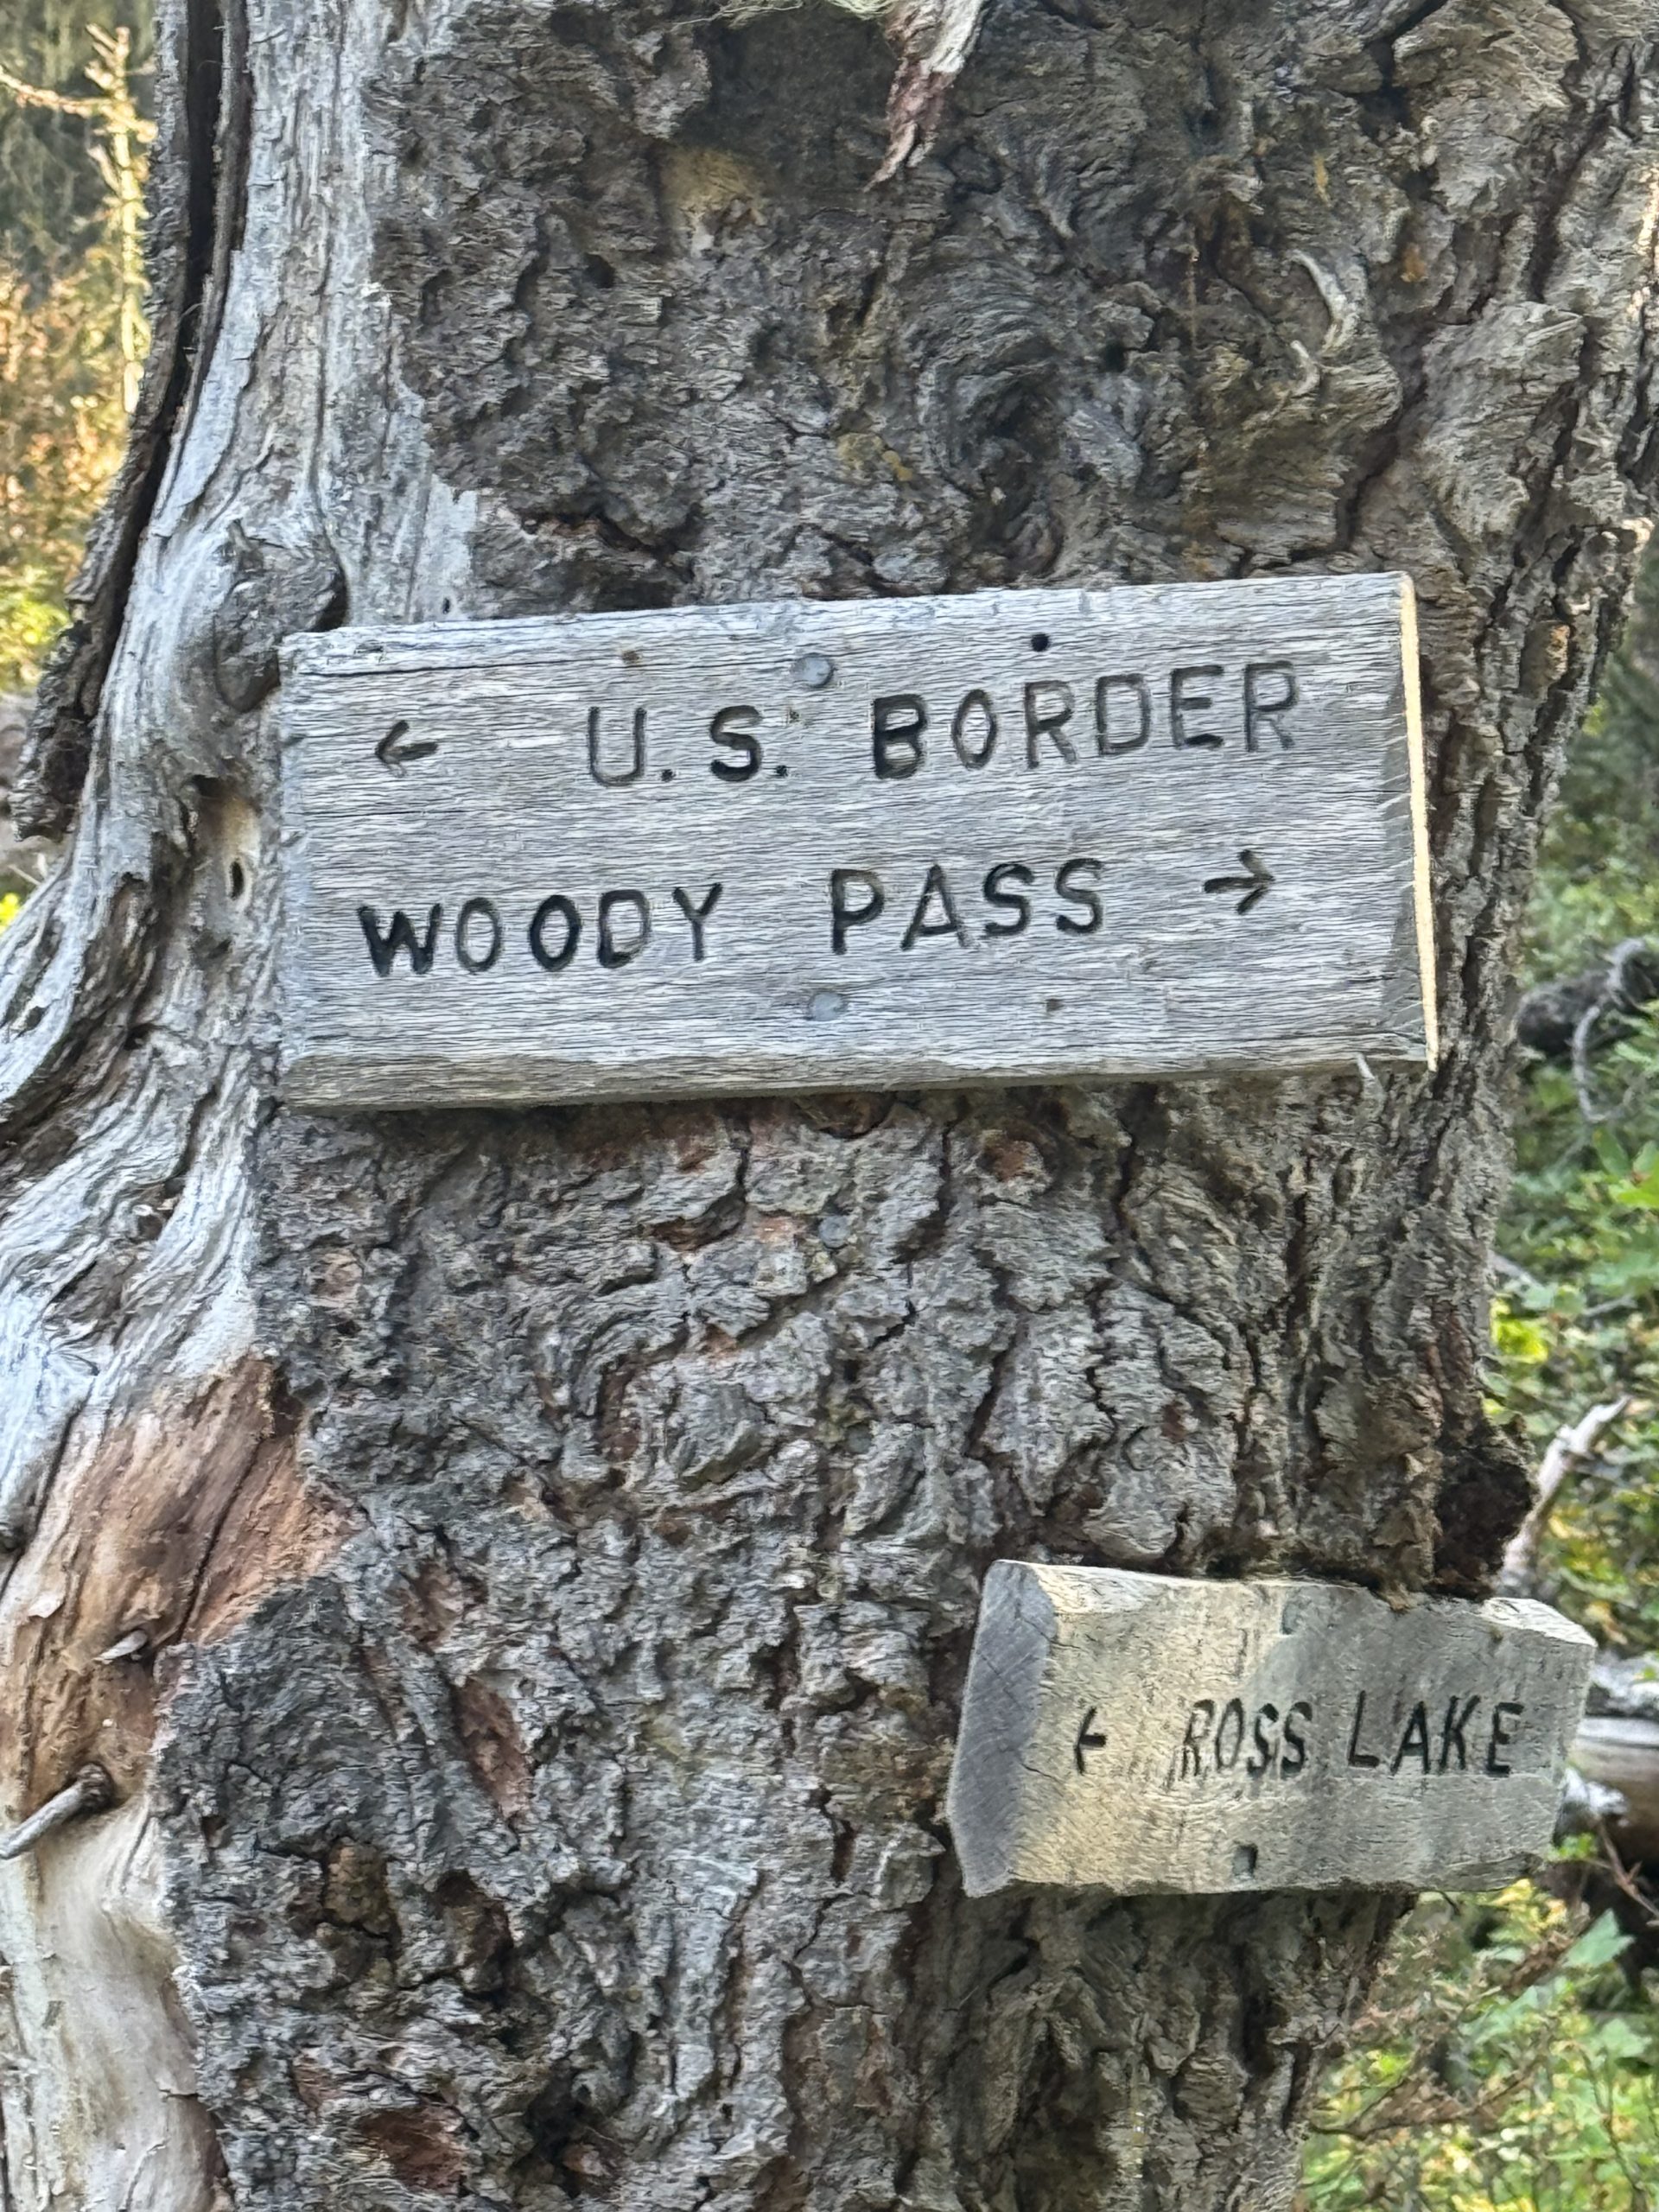 ← U.S. BORDER
WOODY PASS →
← ROSS LAKE